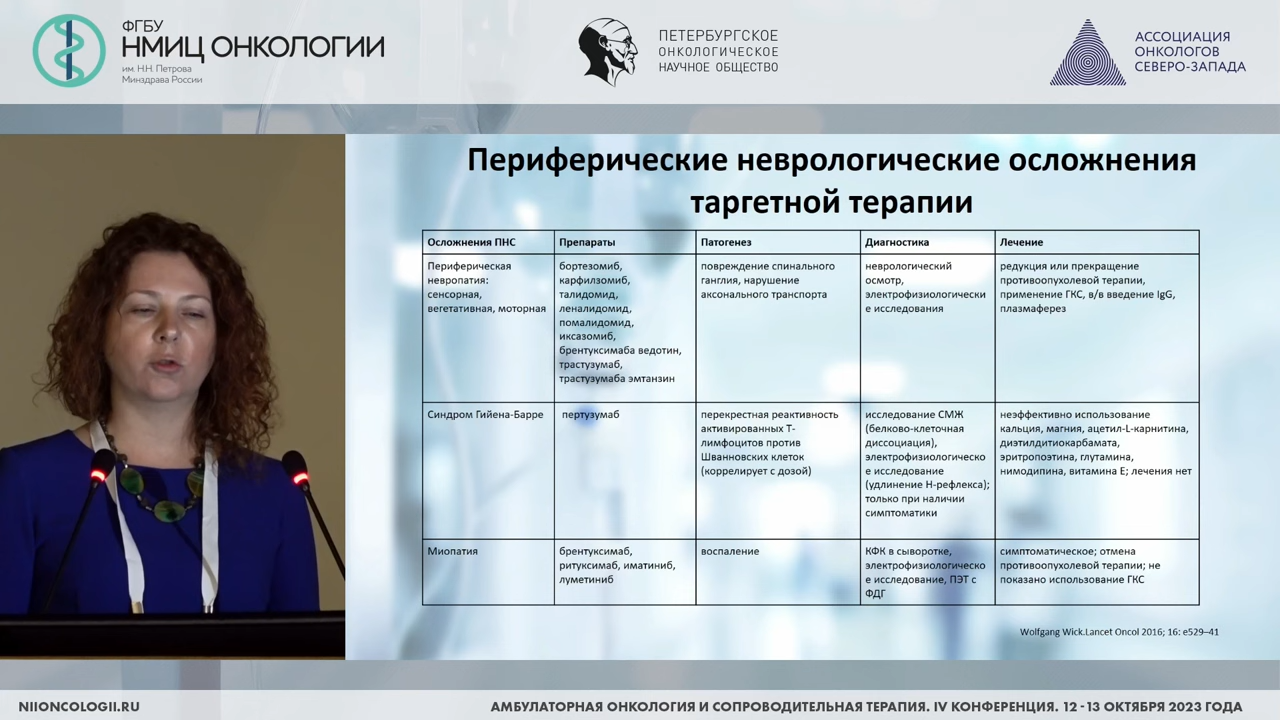 ФГБУ
НМИЦ ОНКОЛОГИИ
им. Н.Н. Петрова
Минздрава России
ПЕТЕРБУРГСКОЕ
ОНКОЛОГИЧЕСКОЕ
НАУЧНОЕ ОБЩЕСТВО
АССОЦИАЦИЯ
ОНКОЛОГОВ
СЕВЕРО-ЗАПАДА
Периферические неврологические осложнения
таргетной терапии
Осложнения ПНС
Препараты
Патогенез
Диагностика
Лечение
Периферическая
невропатия:
сенсорная,
вегетативная, моторная
бортезомиб,
карфилзомиб,
талидомид,
леналидомид,
помалидомид,
иксазомиб,
брентуксимаба ведотин,
трастузумаб,
трастузумаба эмтанзин
повреждение спинального
ганглия, нарушение
аксонального транспорта
неврологический
осмотр,
электрофизиологически
е исследования
редукция или прекращение
противоопухолевой терапии,
применение ГКС, в/в введение IgG,
плазмаферез
Синдром Гийена-Барре
пертузумаб
перекрестная реактивность
активированных Т-
лимфоцитов против
Шванновских клеток
(коррелирует с дозой)
исследование СМЖ
(белково-клеточная
диссоциация),
электрофизиологическо
е исследование
(удлинение Н-рефлекса);
только при наличии
симптоматики
неэффективно использование
кальция, магния, ацетил-L-карнитина,
диэтилдитиокарбамата,
эритропоэтина, глутамина,
нимодипина, витамина Е; лечения нет
Миопатия
брентуксимаб,
ритуксимаб, иматиниб,
луметиниб
воспаление
КФК в сыворотке,
электрофизиологическо
е исследование, ПЭТ с
ФДГ
симптоматическое; отмена
противоопухолевой терапии; не
показано использование ГКС
Wolfgang Wick.Lancet Oncol 2016; 16: e529–41
NIIONCOLOGII.RU
АМБУЛАТОРНАЯ ОНКОЛОГИЯ И СОПРОВОДИТЕЛЬНАЯ ТЕРАПИЯ. IV КОНФЕРЕНЦИЯ. 12 - 13 ОКТЯБРЯ 2023 ГОДА